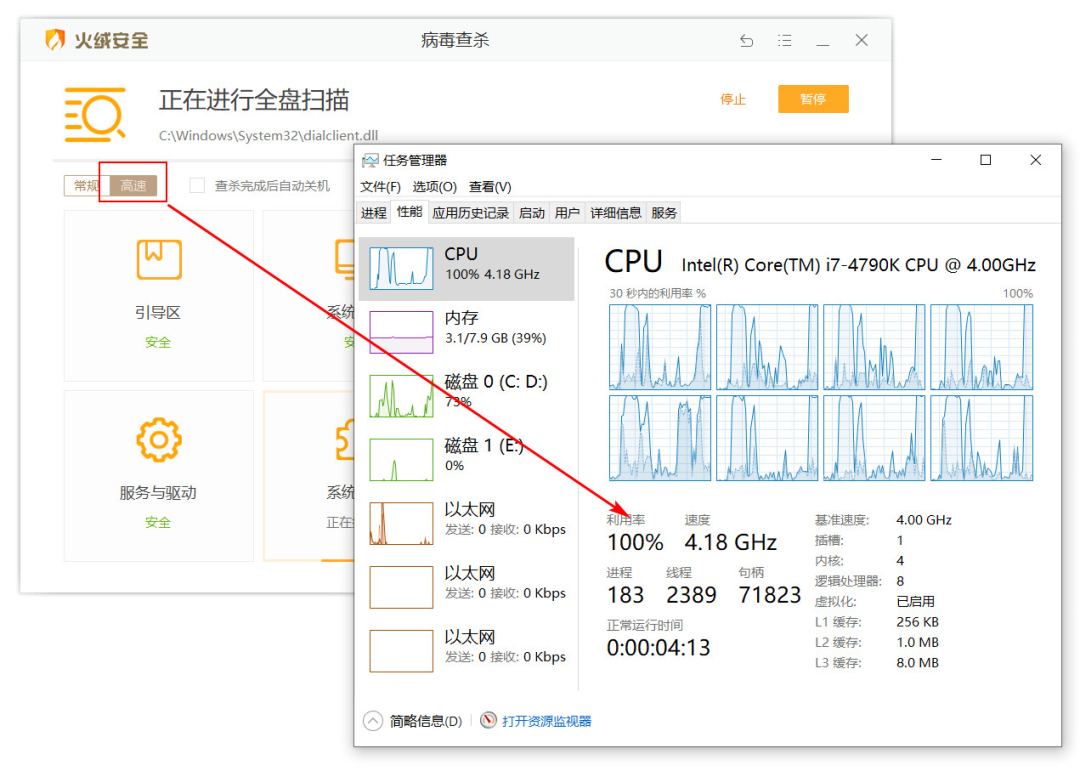 火绒安全
病毒查杀
正在进行全盘扫描
C:\Windows\System32\dialclient.dll
停止
暂停
常规
高速
查杀完成后自动关机
引导区
安全
系统
服务与驱动
安全
系统
正在
任务管理器
文件(F) 选项(O) 查看(V)
进程 性能 应用历史记录 启动 用户 详细信息 服务
CPU
100% 4.18 GHz
内存
3.1/7.9 GB (39%)
磁盘 0 (C: D:)
73%
磁盘 1 (E:)
0%
以太网
发送: 0 接收: 0 Kbps
以太网
发送: 0 接收: 0 Kbps
以太网
发送: 0 接收: 0 Kbps
CPU
Intel(R) Core(TM) i7-4790K CPU @ 4.00GHz
30 秒内的利用率 %
100%
利用率 速度
100% 4.18 GHz
进程 线程 句柄
183 2389 71823
正常运行时间
0:00:04:13
基准速度: 4.00 GHz
插槽: 1
内核: 4
逻辑处理器: 8
虚拟化: 已启用
L1 缓存: 256 KB
L2 缓存: 1.0 MB
L3 缓存: 8.0 MB
简略信息(D)
打开资源监视器